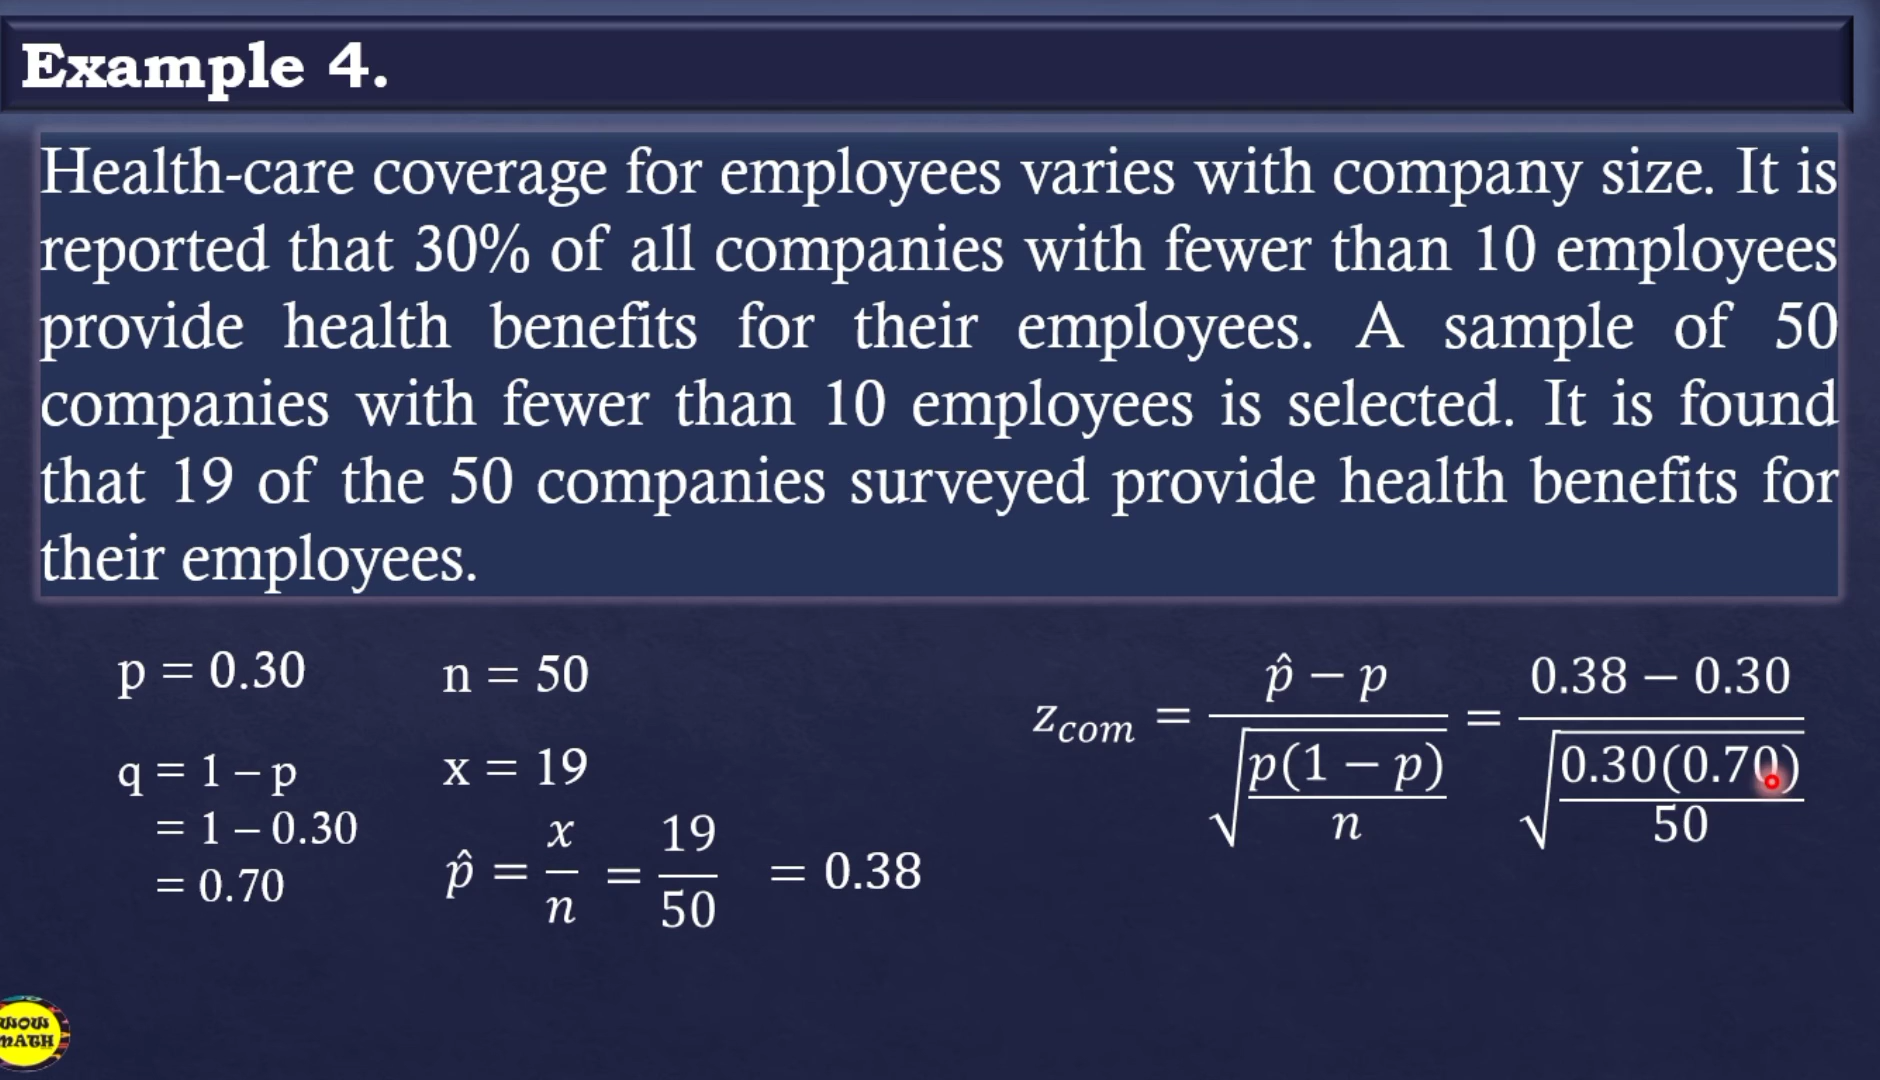 Example 4.
Health-care coverage for employees varies with company size. It is
reported that 30% of all companies with fewer than 10 employees
provide health benefits for their employees. A sample of 50
companies with fewer than 10 employees is selected. It is found
that 19 of the 50 companies surveyed provide health benefits for
their employees.
p = 0.30
q = 1 – p
= 1 – 0.30
= 0.70
n = 50
x = 19
p̂ = x/n = 19/50 = 0.38
z_com = (p̂ − p)/√(p(1 − p)/n) = (0.38 − 0.30)/√(0.30(0.70)/50)
WOW
MATH